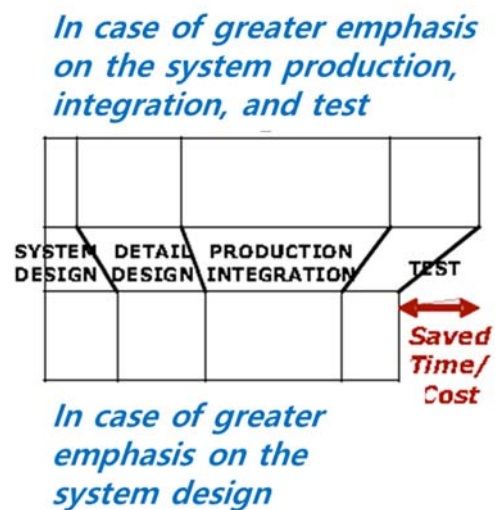 In case of greater emphasis
on the system production,
integration, and test
SYSTEM DETAIL PRODUCTION
DESIGN DESIGN INTEGRATION TEST
Saved
Time/
Cost
In case of greater
emphasis on the
system design